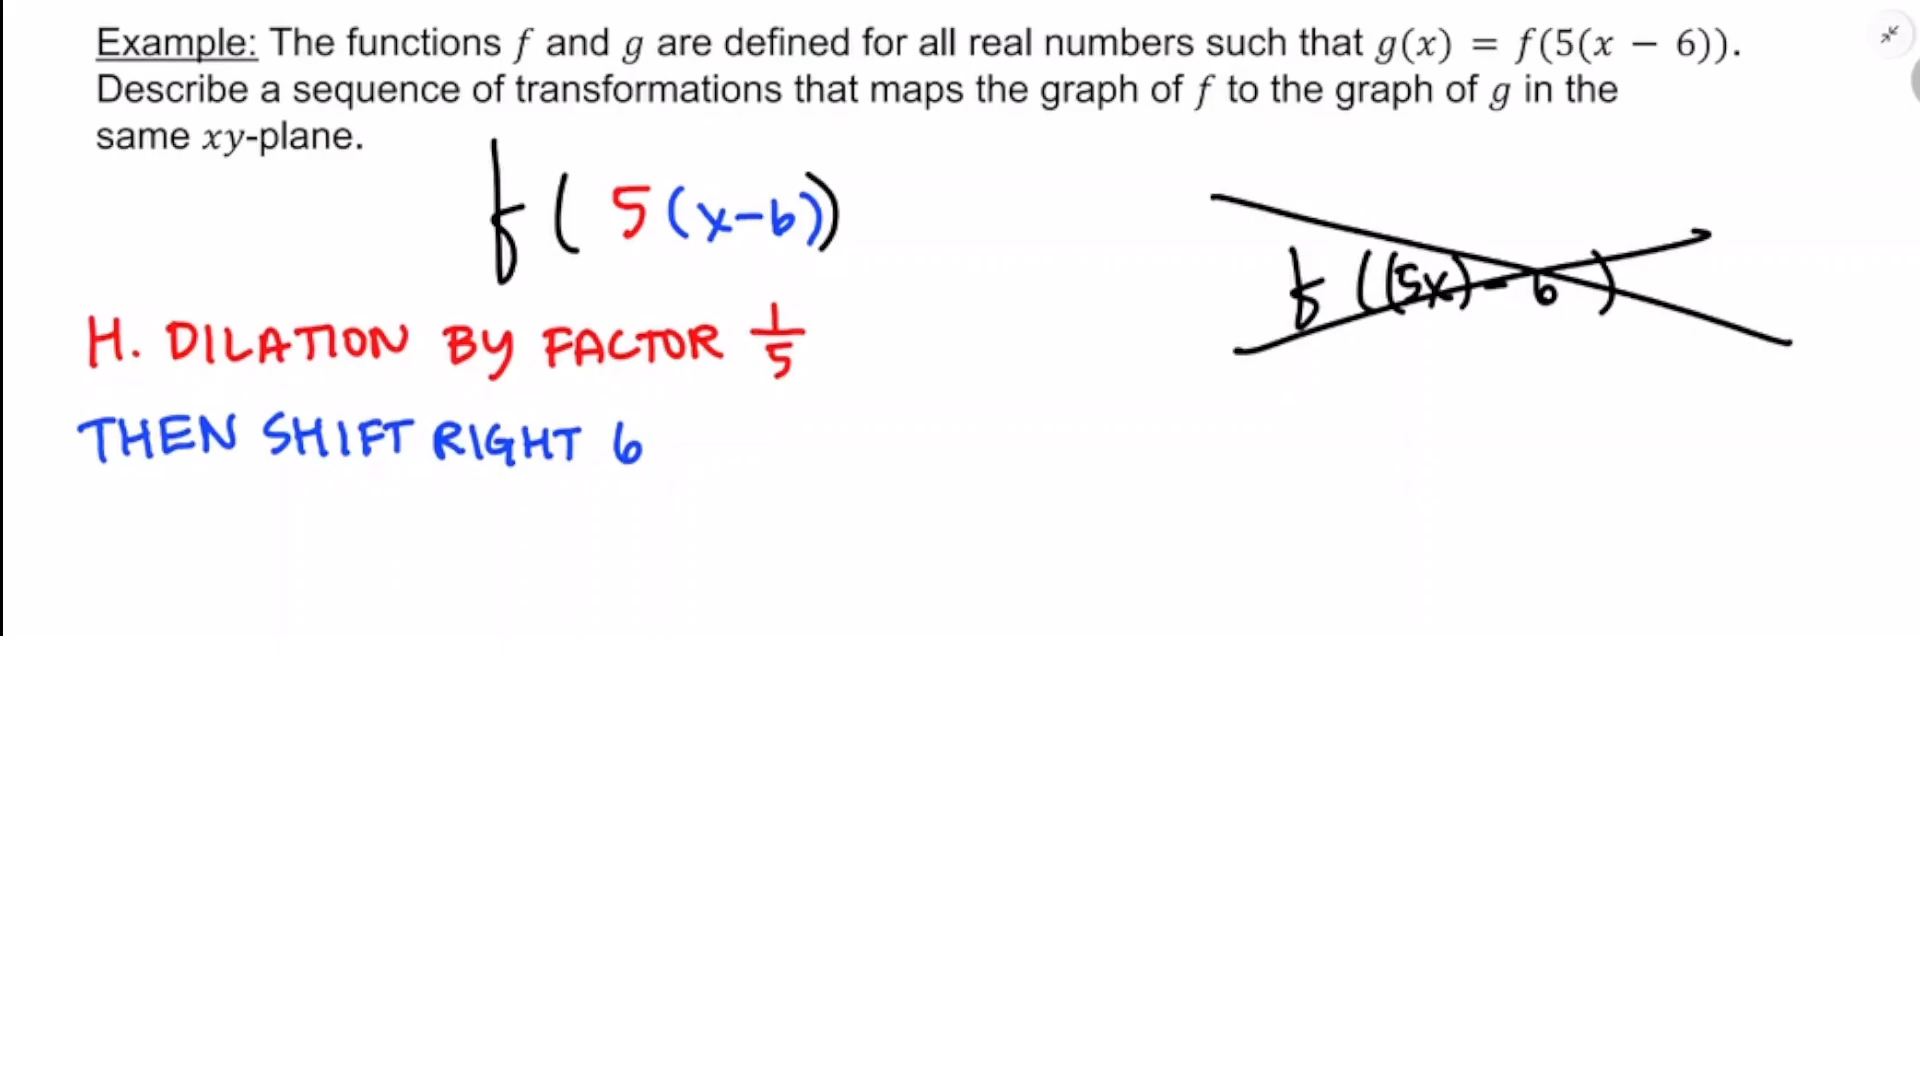 Example: The functions f and g are defined for all real numbers such that g(x) = f(5(x − 6)).
Describe a sequence of transformations that maps the graph of f to the graph of g in the
same xy-plane.
f(5(x-6))
f((5x)-6)
H. DILATION BY FACTOR 1/5
THEN SHIFT RIGHT 6